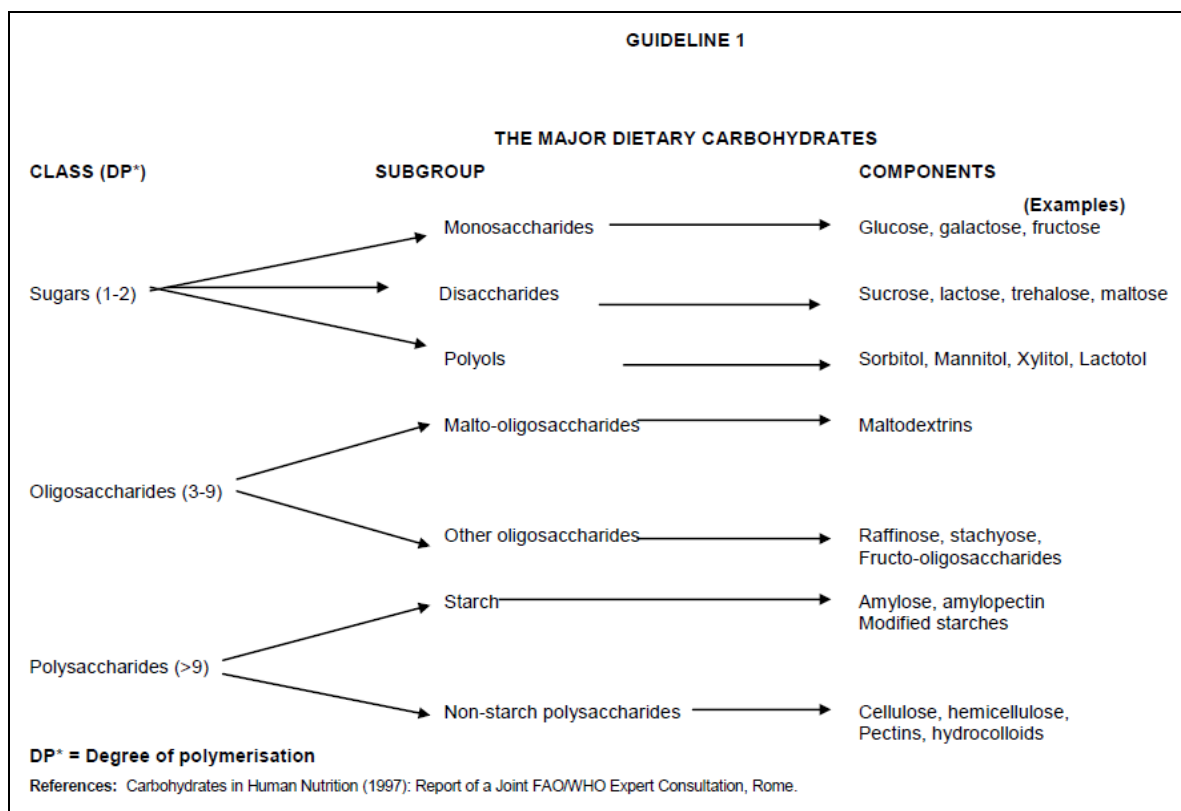 GUIDELINE 1
THE MAJOR DIETARY CARBOHYDRATES
CLASS (DP*) SUBGROUP COMPONENTS
(Examples)
Monosaccharides Glucose, galactose, fructose
Sugars (1-2) Disaccharides Sucrose, lactose, trehalose, maltose
Polyols Sorbitol, Mannitol, Xylitol, Lactotol
Malto-oligosaccharides Maltodextrins
Oligosaccharides (3-9)
Other oligosaccharides Raffinose, stachyose,
Fructo-oligosaccharides
Starch Amylose, amylopectin
Modified starches
Polysaccharides (>9)
Non-starch polysaccharides Cellulose, hemicellulose,
Pectins, hydrocolloids
DP* = Degree of polymerisation
References: Carbohydrates in Human Nutrition (1997): Report of a Joint FAO/WHO Expert Consultation, Rome.